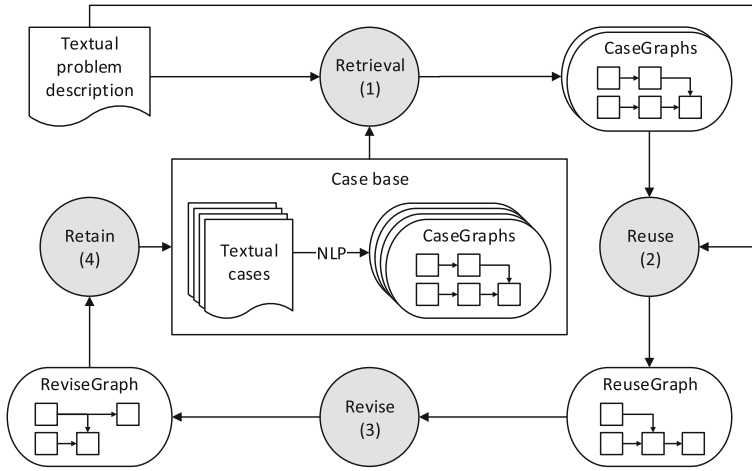 Textual
problem
description
Retrieval
(1)
CaseGraphs
Case base
Textual
cases
NLP
CaseGraphs
Retain
(4)
Reuse
(2)
ReviseGraph
Revise
(3)
ReuseGraph